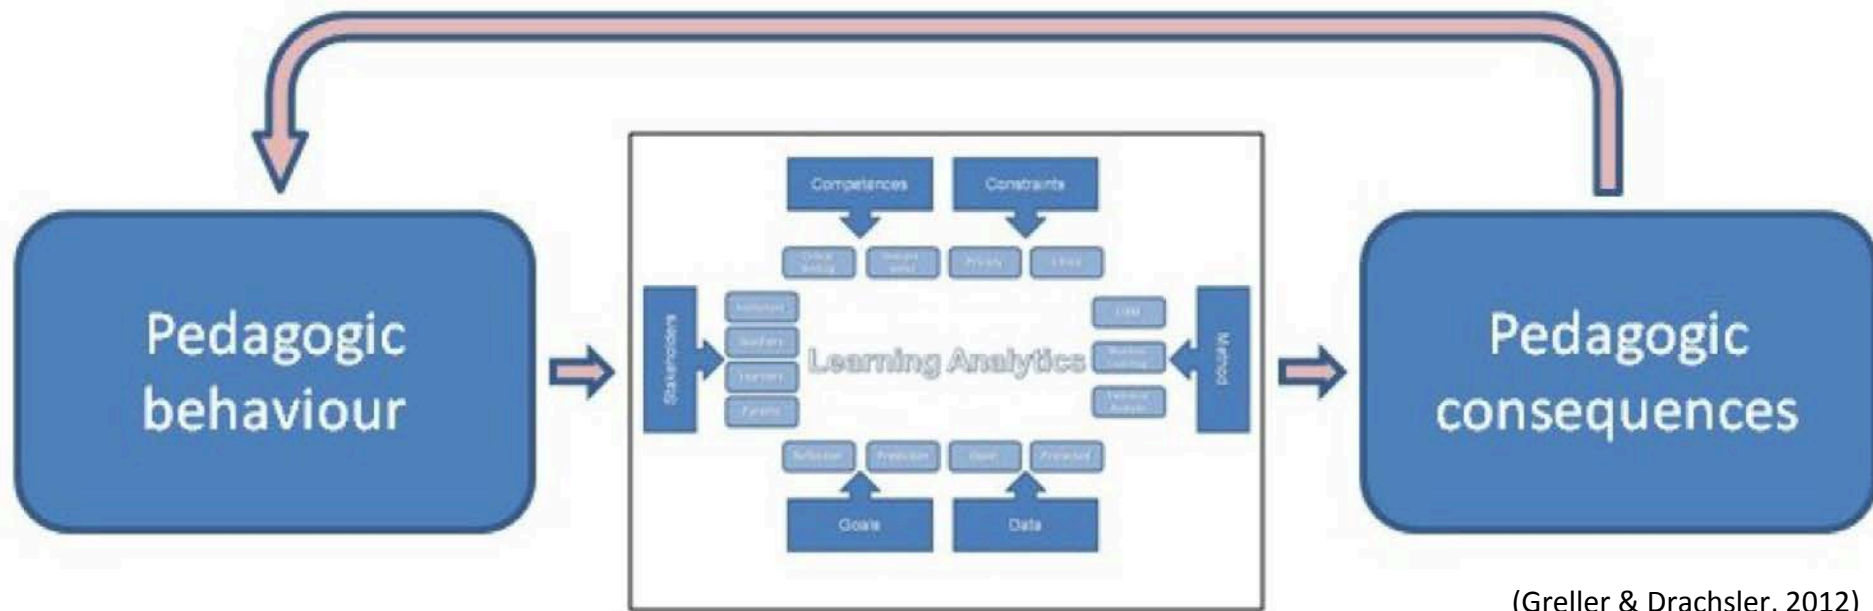 Pedagogic
behaviour
Competences
Constraints
Privacy
Stakeholders
Teachers
Learners
Parents
Learning Analytics
Method
Reflection
Prediction
Open
Protected
Goals
Data
Pedagogic
consequences
(Greller & Drachsler, 2012)